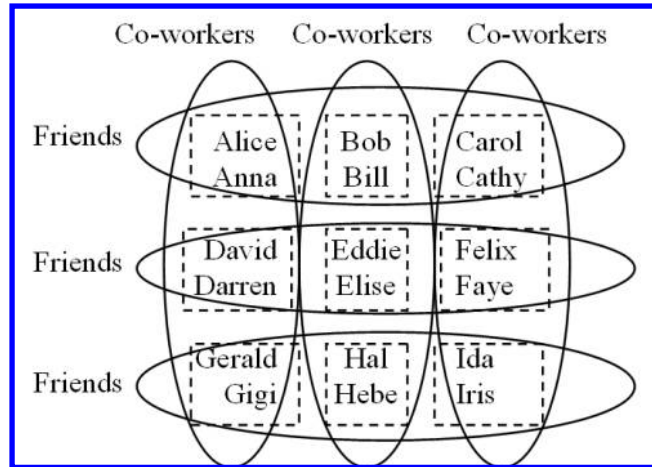 Co-workers Co-workers Co-workers
Friends
Alice Bob Carol
Anna Bill Cathy
Friends
David Eddie Felix
Darren Elise Faye
Friends
Gerald Hal Ida
Gigi Hebe Iris